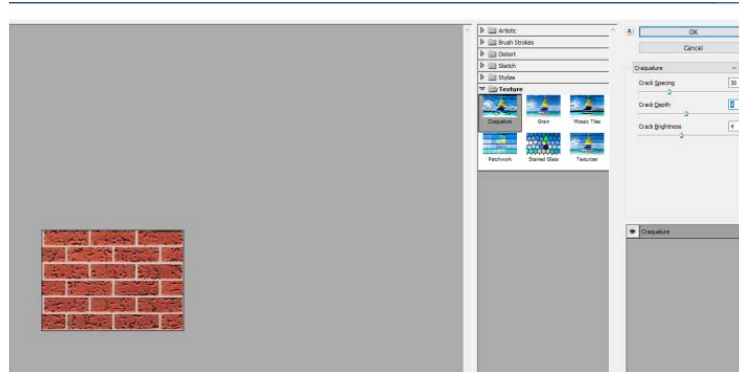 Artistic
Brush Strokes
Distort
Sketch
Stylize
Texture
Craquelure
Grain
Mosaic Tiles
Patchwork
Stained Glass
Texturizer
OK
Cancel
Craquelure
Crack Spacing 30
Crack Depth
Crack Brightness 4
Craquelure